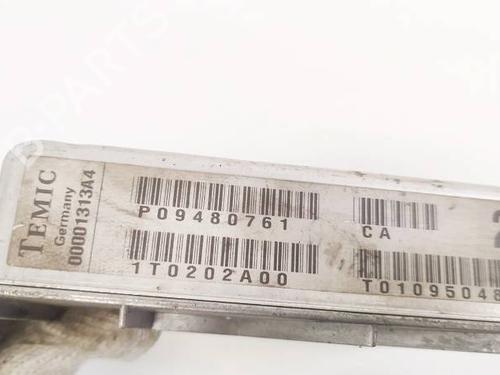 TEMIC
Germany
00001313A4
P09480761
CA
1T0202A00
T01095048